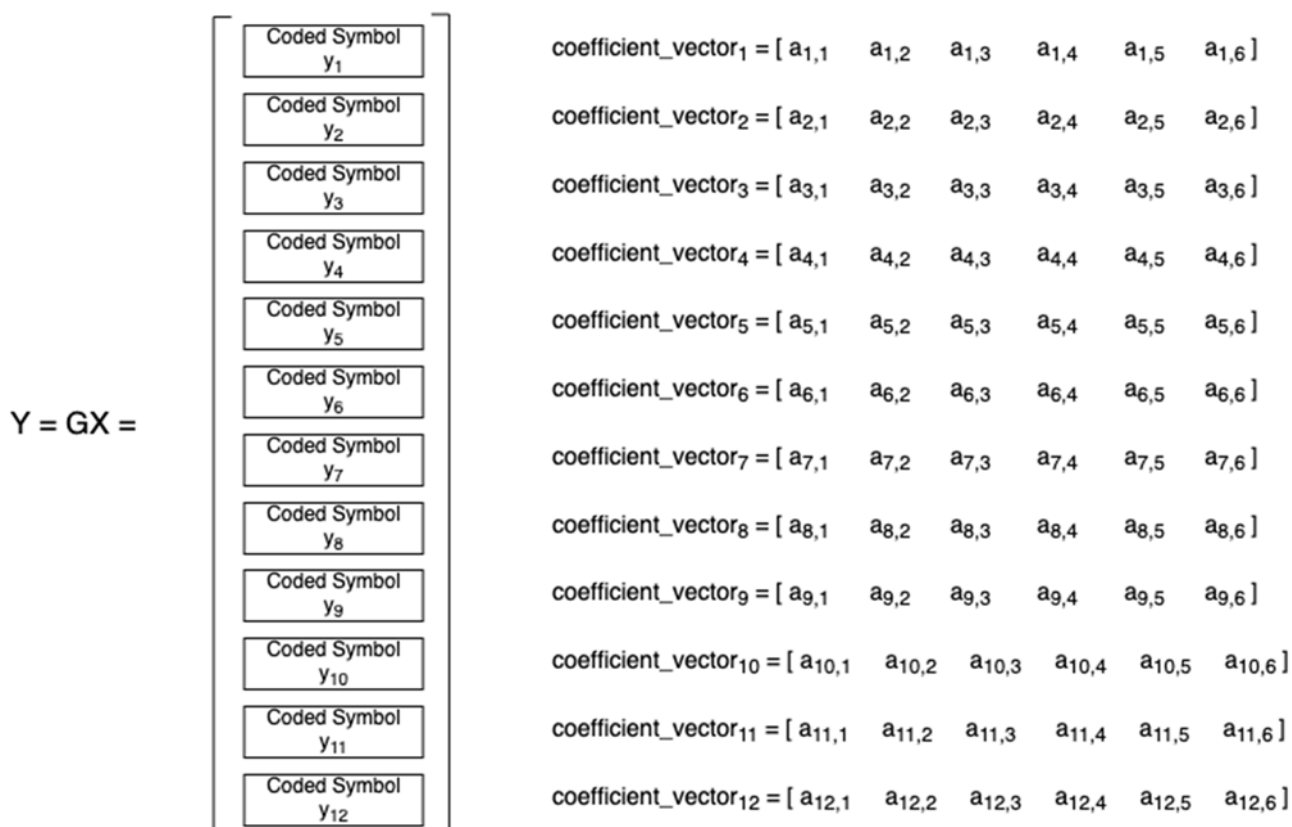 Coded Symbol
y₁
coefficient_vector₁ = [ a₁,₁ a₁,₂ a₁,₃ a₁,₄ a₁,₅ a₁,₆ ]
Coded Symbol
y₂
coefficient_vector₂ = [ a₂,₁ a₂,₂ a₂,₃ a₂,₄ a₂,₅ a₂,₆ ]
Coded Symbol
y₃
coefficient_vector₃ = [ a₃,₁ a₃,₂ a₃,₃ a₃,₄ a₃,₅ a₃,₆ ]
Coded Symbol
y₄
coefficient_vector₄ = [ a₄,₁ a₄,₂ a₄,₃ a₄,₄ a₄,₅ a₄,₆ ]
Coded Symbol
y₅
coefficient_vector₅ = [ a₅,₁ a₅,₂ a₅,₃ a₅,₄ a₅,₅ a₅,₆ ]
Coded Symbol
y₆
coefficient_vector₆ = [ a₆,₁ a₆,₂ a₆,₃ a₆,₄ a₆,₅ a₆,₆ ]
Y = GX =
Coded Symbol
y₇
coefficient_vector₇ = [ a₇,₁ a₇,₂ a₇,₃ a₇,₄ a₇,₅ a₇,₆ ]
Coded Symbol
y₈
coefficient_vector₈ = [ a₈,₁ a₈,₂ a₈,₃ a₈,₄ a₈,₅ a₈,₆ ]
Coded Symbol
y₉
coefficient_vector₉ = [ a₉,₁ a₉,₂ a₉,₃ a₉,₄ a₉,₅ a₉,₆ ]
Coded Symbol
y₁₀
coefficient_vector₁₀ = [ a₁₀,₁ a₁₀,₂ a₁₀,₃ a₁₀,₄ a₁₀,₅ a₁₀,₆ ]
Coded Symbol
y₁₁
coefficient_vector₁₁ = [ a₁₁,₁ a₁₁,₂ a₁₁,₃ a₁₁,₄ a₁₁,₅ a₁₁,₆ ]
Coded Symbol
y₁₂
coefficient_vector₁₂ = [ a₁₂,₁ a₁₂,₂ a₁₂,₃ a₁₂,₄ a₁₂,₅ a₁₂,₆ ]